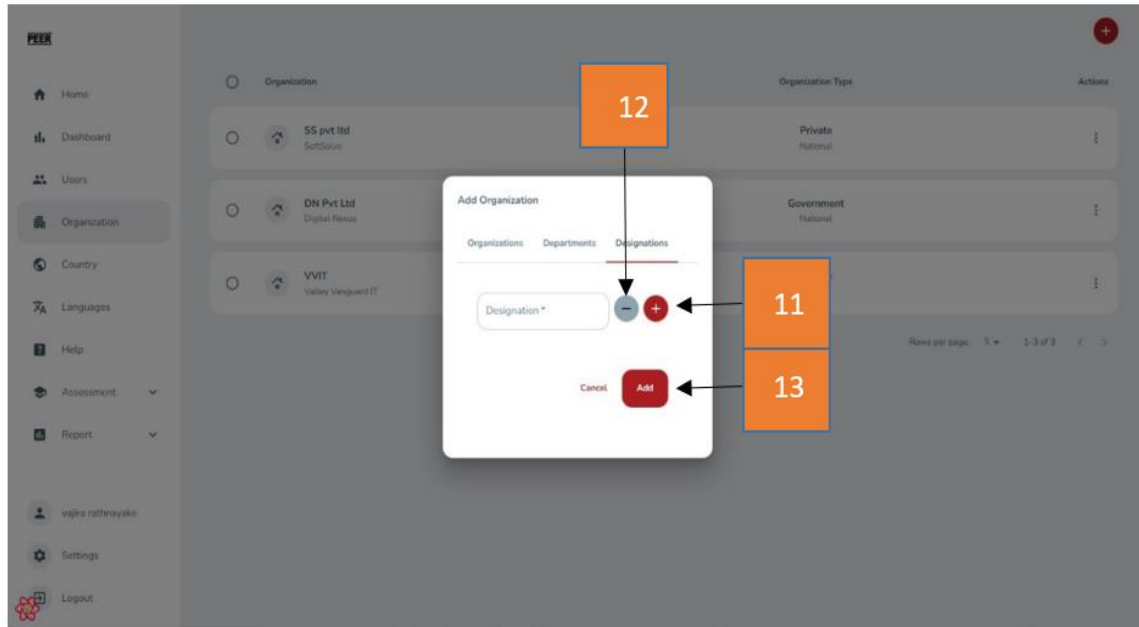 PEER
Home
Dashboard
Users
Organization
Country
Languages
Help
Assessment
Report
vajira rathnayake
Settings
Logout
Organization
Organization Type
Actions
SS pvt ltd
SoftSolve
Private
National
DN Pvt Ltd
Digital Nexus
Government
National
VVIT
Valley Vanguard IT
Rows per page: 5 1-3 of 3
12
Add Organization
Organizations Departments Designations
Designation *
11
Cancel Add
13